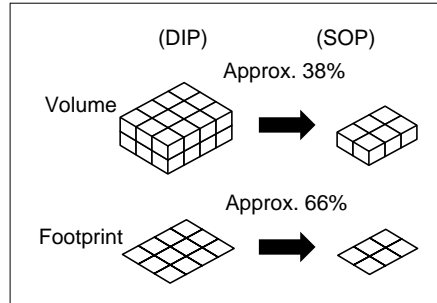 (DIP) (SOP)
Approx. 38%
Volume
Approx. 66%
Footprint